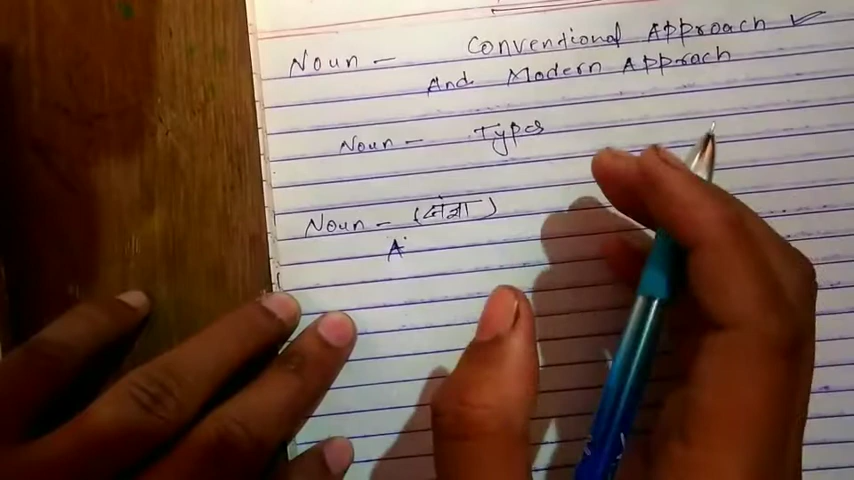 Noun - Conventional Approach ✓
And Modern Approach
Noun - Types
Noun - (संज्ञा)
A